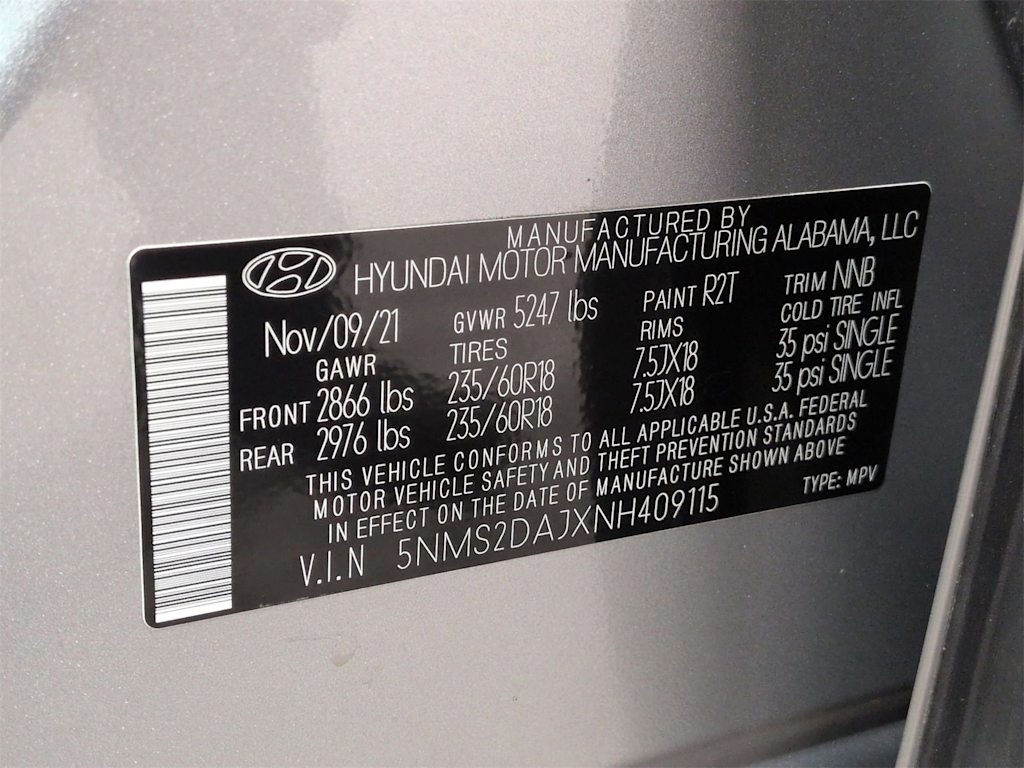 MANUFACTURED BY
HYUNDAI MOTOR MANUFACTURING ALABAMA, LLC
Nov/09/21 GVWR 5247 lbs PAINT R2T TRIM NNB
GAWR TIRES RIMS COLD TIRE INFL
FRONT 2866 lbs 235/60R18 7.5JX18 35 psi SINGLE
REAR 2976 lbs 235/60R18 7.5JX18 35 psi SINGLE
THIS VEHICLE CONFORMS TO ALL APPLICABLE U.S.A. FEDERAL
MOTOR VEHICLE SAFETY AND THEFT PREVENTION STANDARDS
IN EFFECT ON THE DATE OF MANUFACTURE SHOWN ABOVE
V.I.N 5NMS2DAJXNH409115 TYPE: MPV